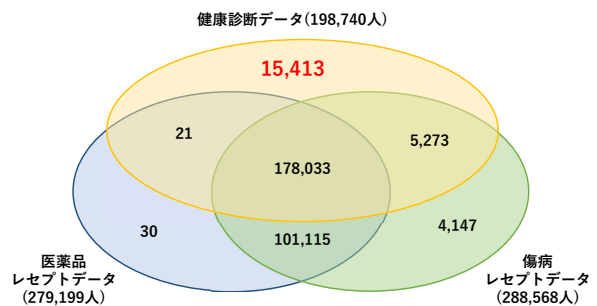 健康診断データ(198,740人)
15,413
21
5,273
178,033
30
101,115
4,147
医薬品
レセプトデータ
(279,199人)
傷病
レセプトデータ
(288,568人)